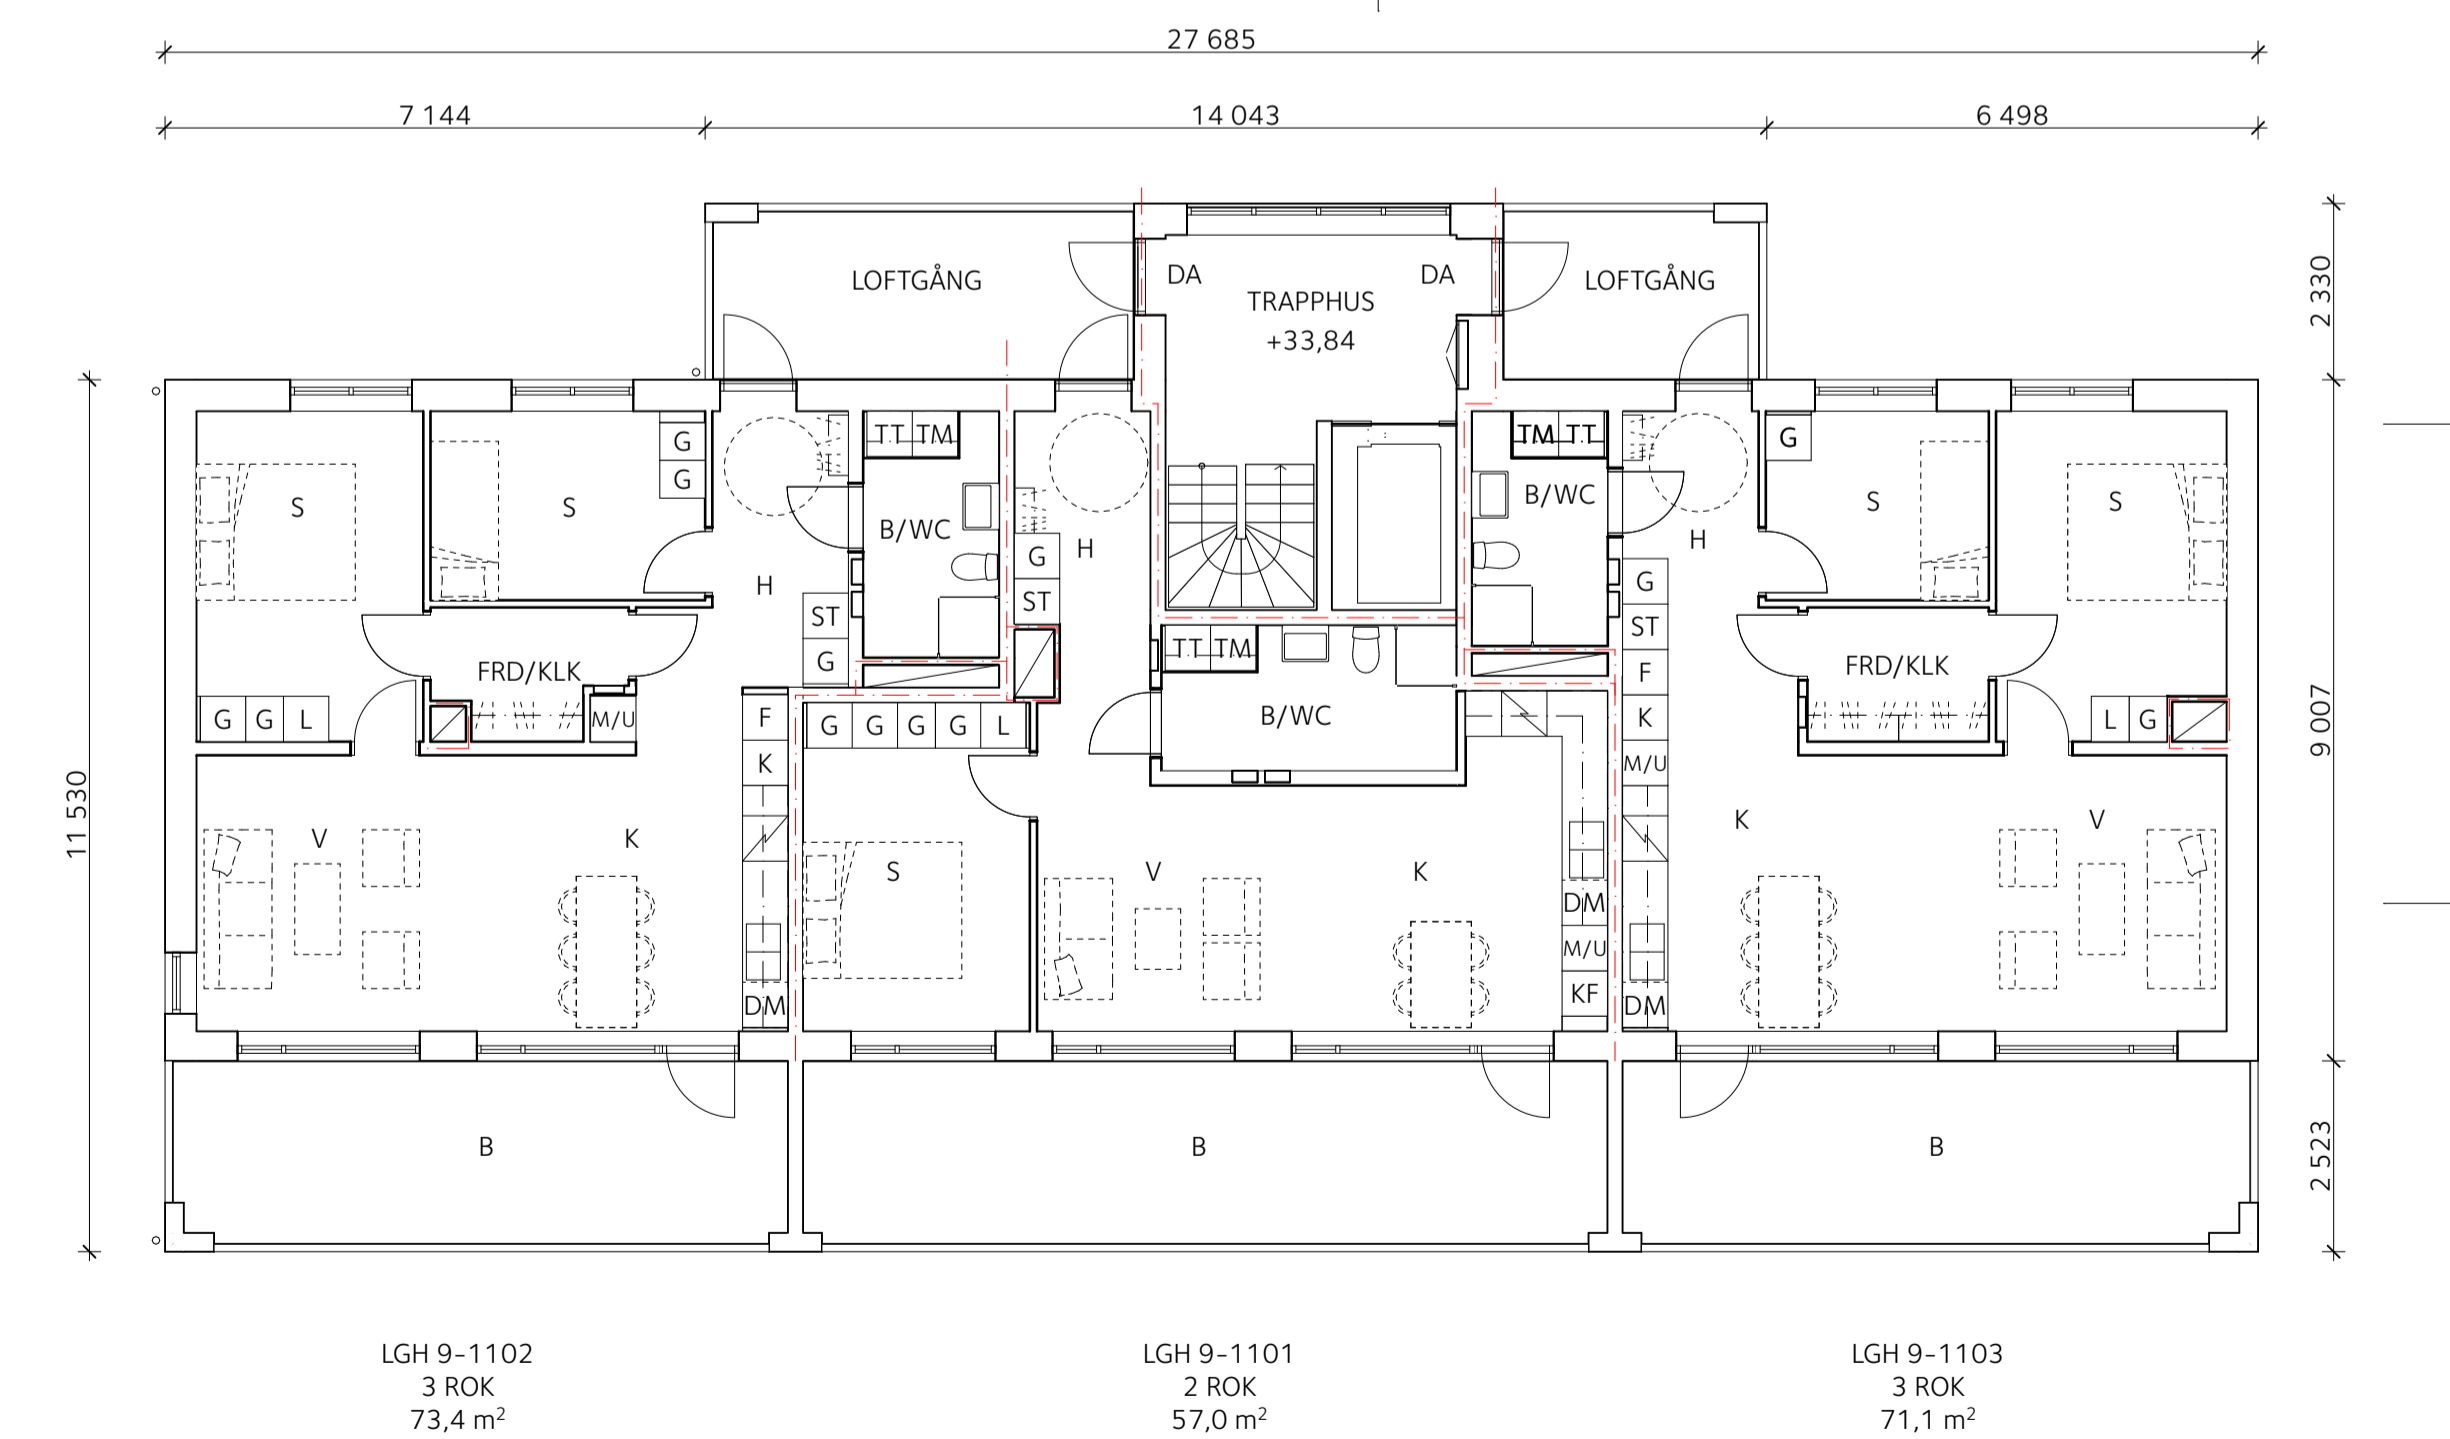 27 685
7 144
14 043
6 498
LOFTGÅNG
DA
DA
LOFTGÅNG
TRAPPHUS
+33,84
2 330
G
G
TT TM
TM TT
G
S
S
B/WC
H
G
ST
B/WC
H
S
S
H
ST
G
G
ST
F
K
M/U
FRD/KLK
FRD/KLK
TT TM
G G L
M/U
F
K
G G G G L
B/WC
L G
9 007
11 530
V
K
S
V
K
K
V
DM
M/U
KF
DM
DM
B
B
B
2 523
LGH 9-1102
3 ROK
73,4 m²
LGH 9-1101
2 ROK
57,0 m²
LGH 9-1103
3 ROK
71,1 m²